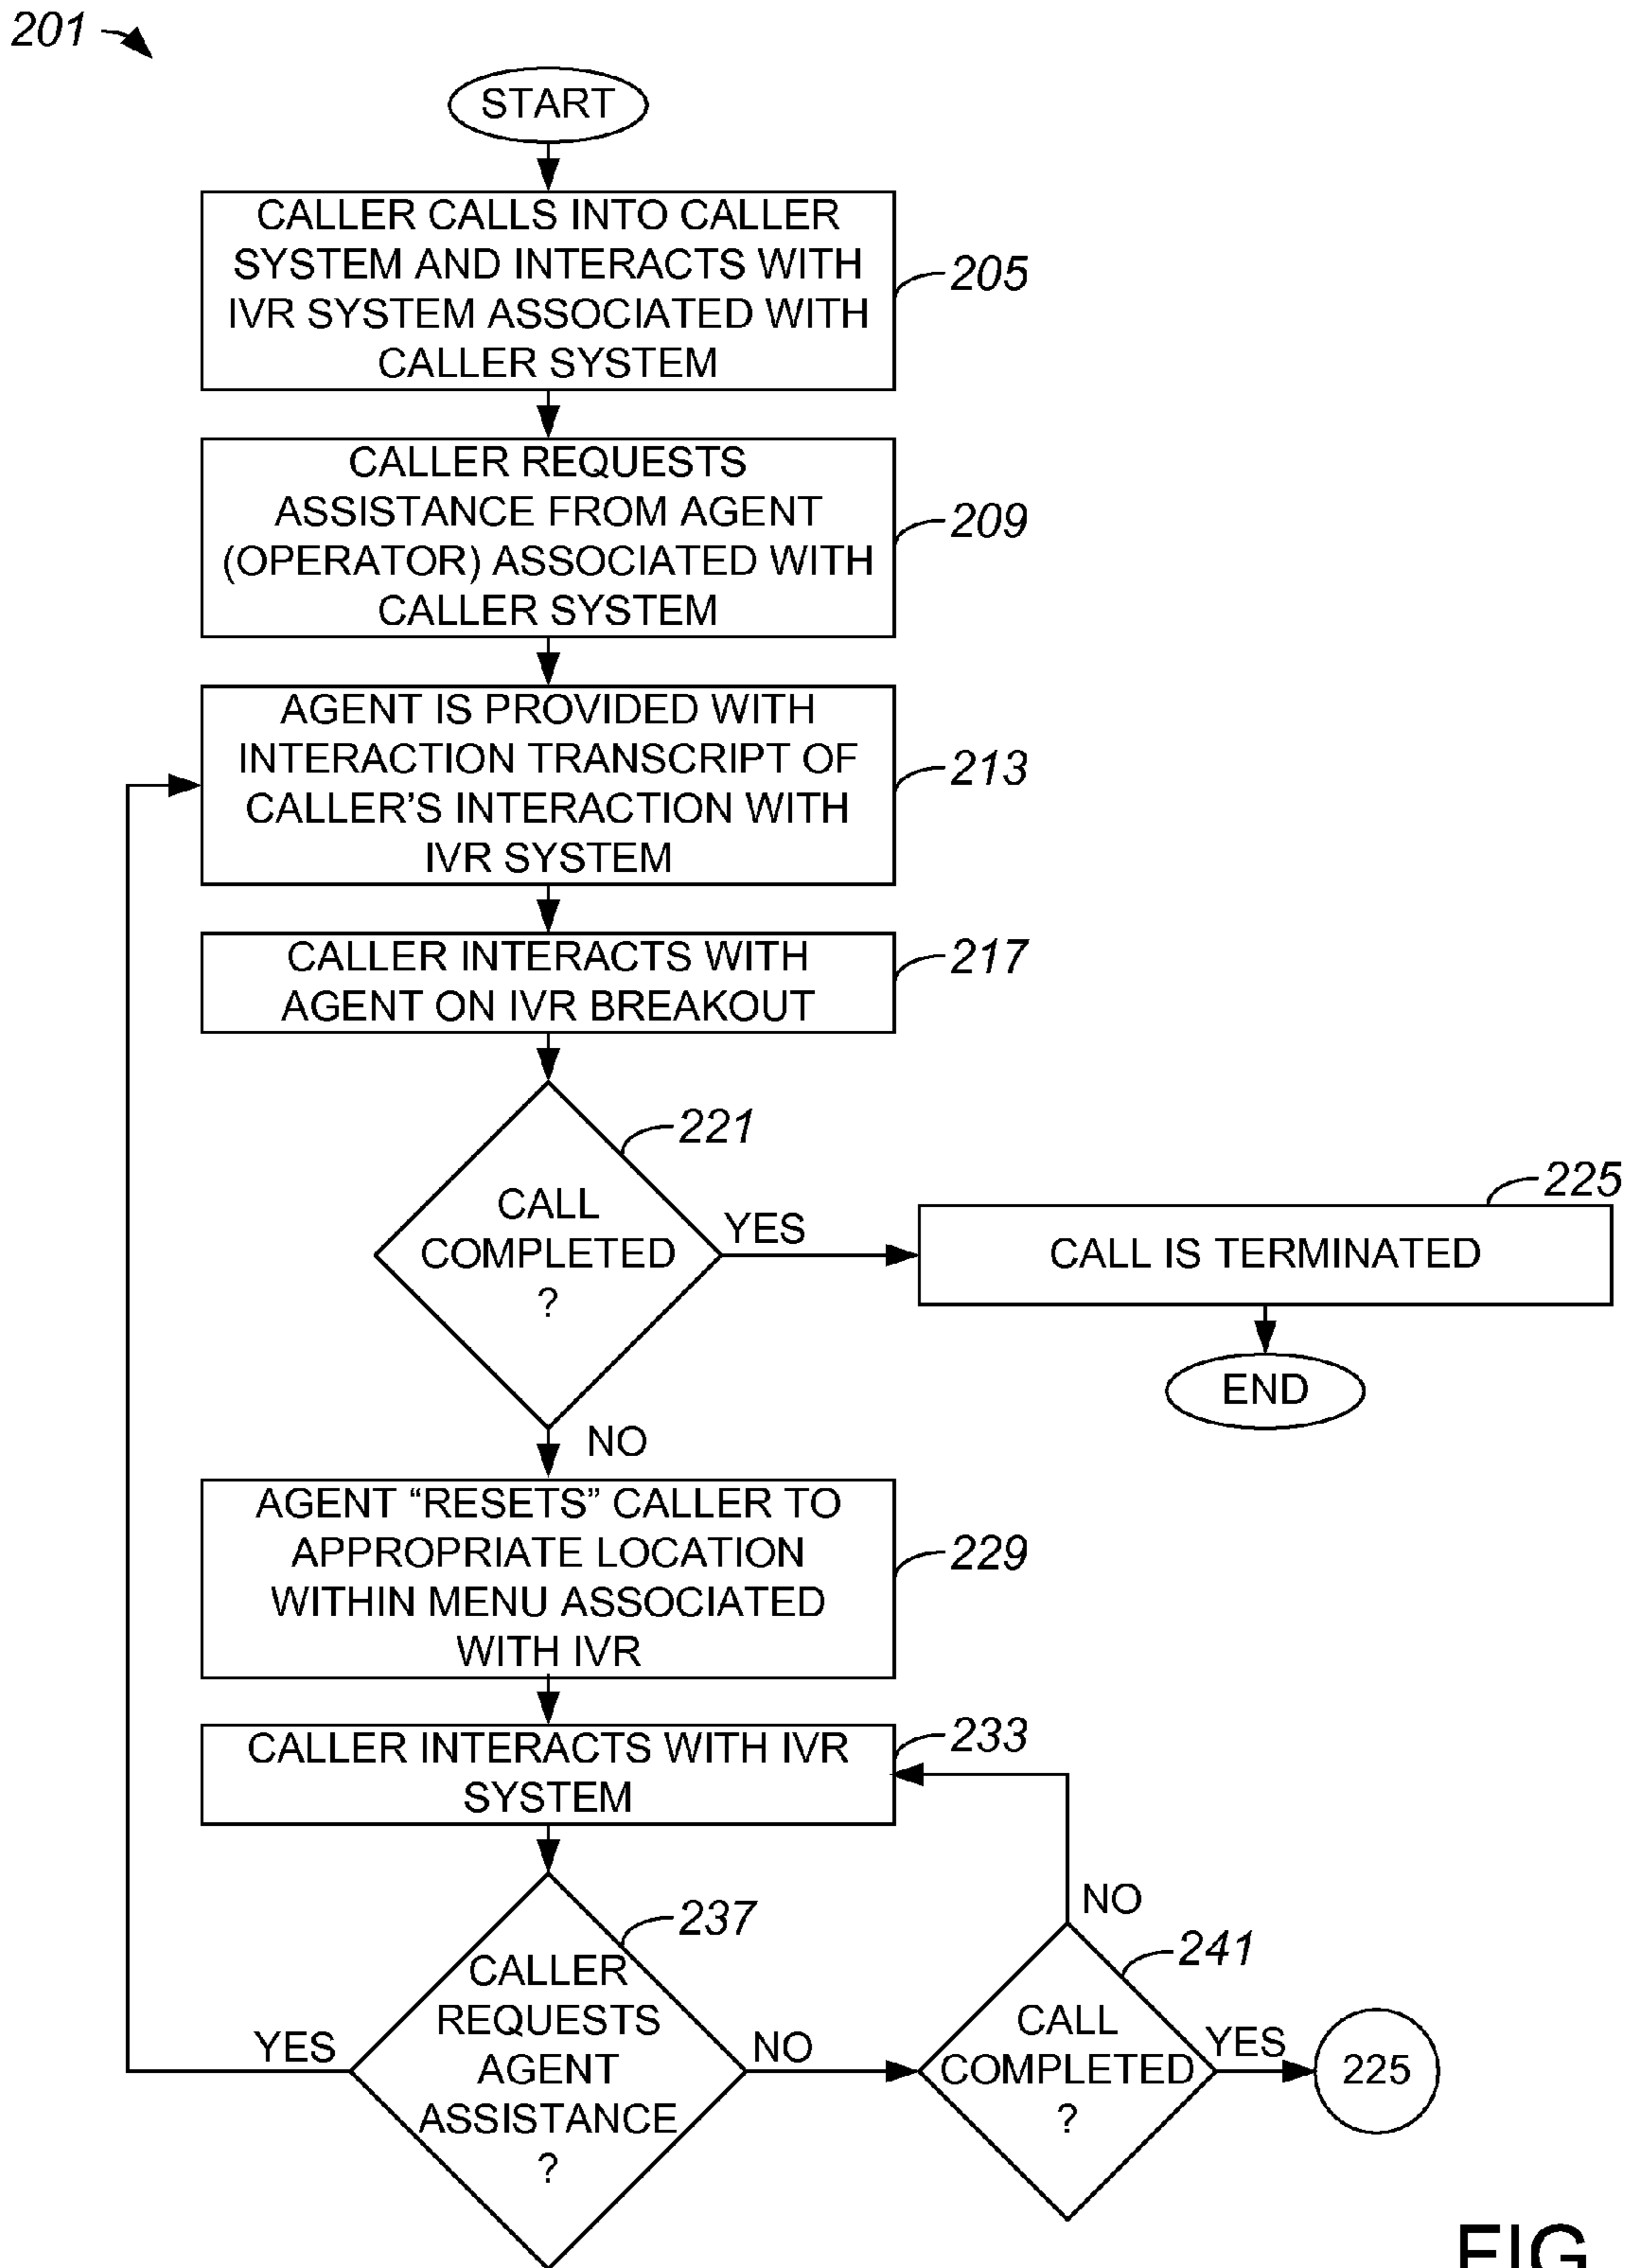 201
START
CALLER CALLS INTO CALLER
SYSTEM AND INTERACTS WITH
IVR SYSTEM ASSOCIATED WITH
CALLER SYSTEM
205
CALLER REQUESTS
ASSISTANCE FROM AGENT
(OPERATOR) ASSOCIATED WITH
CALLER SYSTEM
209
AGENT IS PROVIDED WITH
INTERACTION TRANSCRIPT OF
CALLER'S INTERACTION WITH
IVR SYSTEM
213
CALLER INTERACTS WITH
AGENT ON IVR BREAKOUT
217
221
CALL
COMPLETED
?
YES
225
CALL IS TERMINATED
END
NO
AGENT “RESETS” CALLER TO
APPROPRIATE LOCATION
WITHIN MENU ASSOCIATED
WITH IVR
229
CALLER INTERACTS WITH IVR
SYSTEM
233
237
CALLER
REQUESTS
AGENT
ASSISTANCE
?
YES
NO
NO
241
CALL
COMPLETED
?
YES
225
FIG